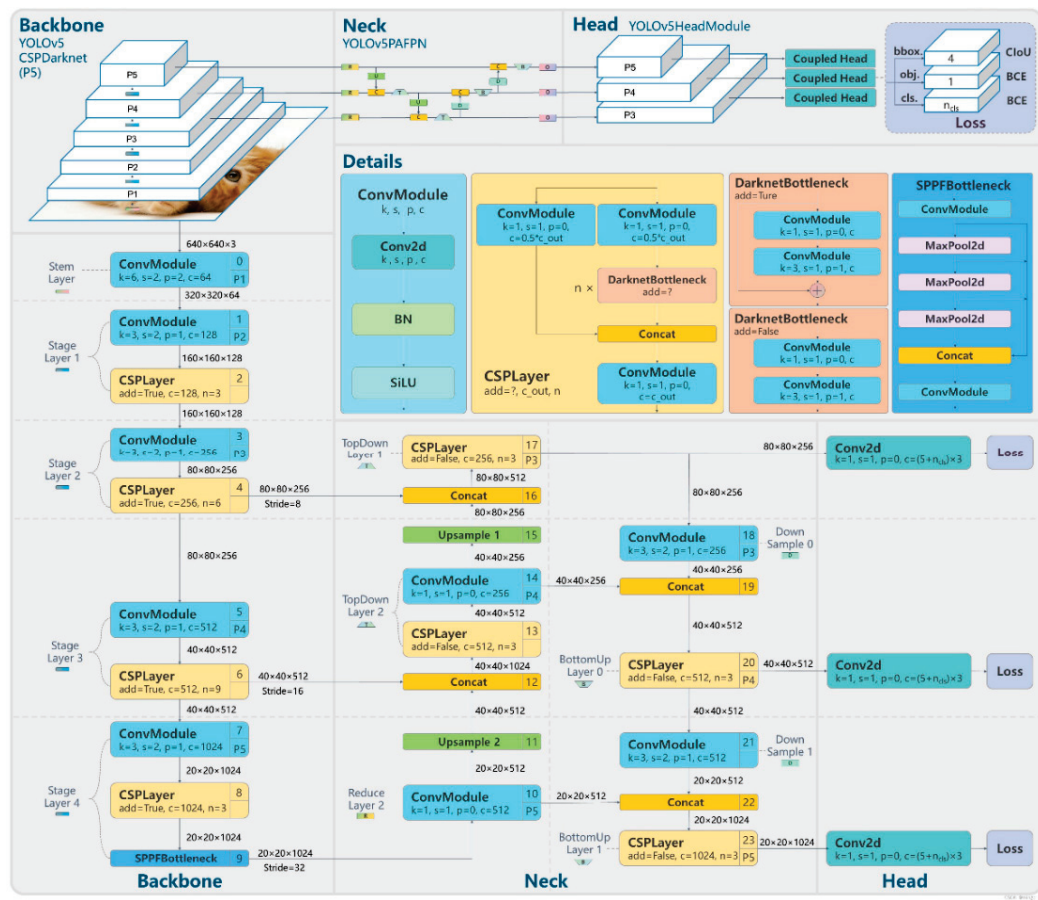 Backbone
YOLOv5
CSPDarknet
(P5)
P5
P4
P3
P2
P1
Neck
YOLOv5PAFPN
R
U
C
T
C
B
D
C
B
D
O
O
O
Head YOLOv5HeadModule
P5
P4
P3
Coupled Head
Coupled Head
Coupled Head
bbox.
4
CIoU
obj.
1
BCE
cls.
ncls
BCE
Loss
Details
ConvModule
k, s, p, c
Conv2d
k, s, p, c
BN
SiLU
ConvModule
k=1, s=1, p=0,
c=0.5*c_out
ConvModule
k=1, s=1, p=0,
c=0.5*c_out
n ×
DarknetBottleneck
add=?
Concat
CSPLayer
add=?, c_out, n
ConvModule
k=1, s=1, p=0,
c=c_out
DarknetBottleneck
add=Ture
ConvModule
k=1, s=1, p=0, c
ConvModule
k=3, s=1, p=1, c
DarknetBottleneck
add=False
ConvModule
k=1, s=1, p=0, c
ConvModule
k=3, s=1, p=1, c
SPPFBottleneck
ConvModule
MaxPool2d
MaxPool2d
MaxPool2d
Concat
ConvModule
640×640×3
Stem
Layer
ConvModule 0
k=6, s=2, p=2, c=64 P1
320×320×64
Stage
Layer 1
ConvModule 1
k=3, s=2, p=1, c=128 P2
160×160×128
CSPLayer 2
add=True, c=128, n=3
160×160×128
Stage
Layer 2
ConvModule 3
k=3, s=2, p=1, c=256 P3
80×80×256
CSPLayer 4
add=True, c=256, n=6
80×80×256
Stride=8
80×80×256
Stage
Layer 3
ConvModule 5
k=3, s=2, p=1, c=512 P4
40×40×512
CSPLayer 6
add=True, c=512, n=9
40×40×512
Stride=16
40×40×512
Stage
Layer 4
ConvModule 7
k=3, s=2, p=1, c=1024 P5
20×20×1024
CSPLayer 8
add=True, c=1024, n=3
20×20×1024
SPPFBottleneck 9
20×20×1024
Stride=32
Backbone
TopDown
Layer 1
T
CSPLayer 17
add=False, c=256, n=3 P3
80×80×512
Concat 16
80×80×256
Upsample 1 15
40×40×256
TopDown
Layer 2
T
ConvModule 14
k=1, s=1, p=0, c=256 P4
40×40×512
CSPLayer 13
add=False, c=512, n=3
40×40×1024
Concat 12
40×40×512
Upsample 2 11
20×20×512
Reduce
Layer 2
R
ConvModule 10
k=1, s=1, p=0, c=512 P5
80×80×256
80×80×256
ConvModule 18
k=3, s=2, p=1, c=256 P3
Down
Sample 0
D
40×40×256
40×40×256
Concat 19
40×40×512
BottomUp
Layer 0
B
CSPLayer 20
add=False, c=512, n=3 P4
40×40×512
40×40×512
ConvModule 21
k=3, s=2, p=1, c=512
Down
Sample 1
D
20×20×512
20×20×512
Concat 22
20×20×1024
BottomUp
Layer 1
B
CSPLayer 23
add=False, c=1024, n=3 P5
20×20×1024
Neck
Conv2d
k=1, s=1, p=0, c=(5+ncls)×3
Loss
Conv2d
k=1, s=1, p=0, c=(5+ncls)×3
Loss
Conv2d
k=1, s=1, p=0, c=(5+ncls)×3
Loss
Head